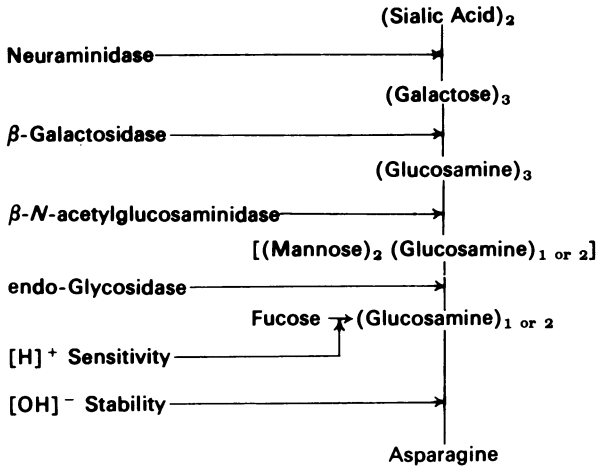 (Sialic Acid)₂
Neuraminidase
(Galactose)₃
β-Galactosidase
(Glucosamine)₃
β-N-acetylglucosaminidase
[(Mannose)₂ (Glucosamine)₁ or ₂]
endo-Glycosidase
Fucose → (Glucosamine)₁ or ₂
[H]⁺ Sensitivity
[OH]⁻ Stability
Asparagine